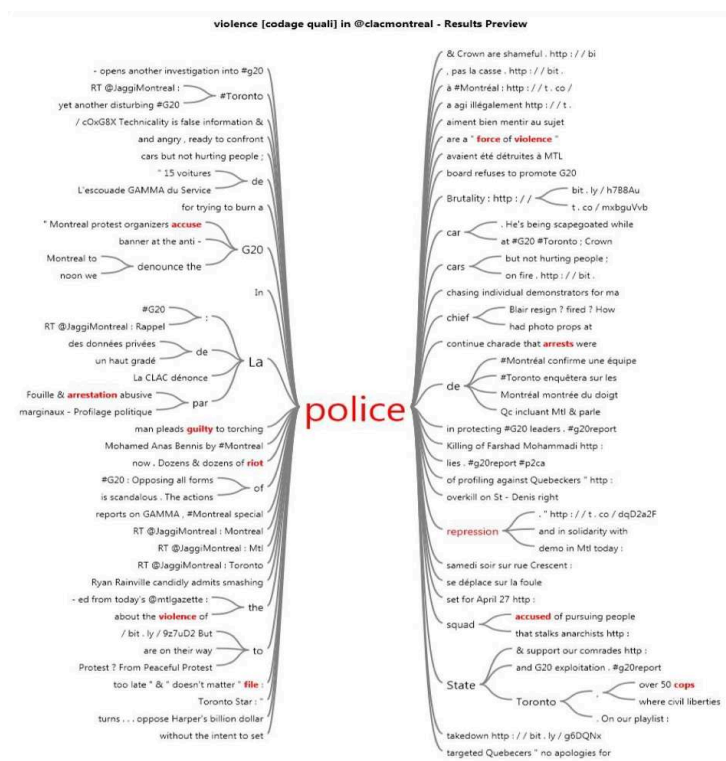 violence [codage quali] in @clacmontreal - Results Preview
- opens another investigation into #g20
RT @JaggiMontreal :
yet another disturbing #G20
#Toronto
/ cOxG8X Technicality is false information &
and angry , ready to confront
cars but not hurting people ;
" 15 voitures
L'escouade GAMMA du Service
de
for trying to burn a
" Montreal protest organizers accuse
banner at the anti -
Montreal to
noon we
denounce the
G20
In
#G20
RT @JaggiMontreal : Rappel
:
des données privées
un haut gradé
de
La CLAC dénonce
Fouille & arrestation abusive
marginaux - Profilage politique
par
La
man pleads guilty to torching
Mohamed Anas Bennis by #Montreal
now . Dozens & dozens of riot
#G20 : Opposing all forms
is scandalous . The actions
of
reports on GAMMA , #Montreal special
RT @JaggiMontreal : Montreal
RT @JaggiMontreal : Mtl
RT @JaggiMontreal : Toronto
Ryan Rainville candidly admits smashing
- ed from today's @mtlgazette :
about the violence of
the
/ bit . ly / 9z7uD2 But
are on their way
Protest ? From Peaceful Protest
to
too late " & " doesn't matter " file :
Toronto Star : "
turns . . . oppose Harper's billion dollar
without the intent to set
police
& Crown are shameful . http : / / bi
, pas la casse . http : / / bit .
à #Montréal : http : / / t . co /
a agi illégalement http : / / t .
aiment bien mentir au sujet
are a " force of violence "
avaient été détruites à MTL
board refuses to promote G20
Brutality : http : / /
bit . ly / h7B8Au
t . co / mxbguVvb
car
. He's being scapegoated while
at #G20 #Toronto ; Crown
cars
but not hurting people ;
on fire . http : / / bit .
chasing individual demonstrators for ma
chief
Blair resign ? fired ? How
had photo props at
continue charade that arrests were
de
#Montréal confirme une équipe
#Toronto enquêtera sur les
Montréal montrée du doigt
Qc incluant Mtl & parle
in protecting #G20 leaders . #g20report
Killing of Farshad Mohammadi http :
lies . #g20report #p2ca
of profiling against Quebeckers " http :
overkill on St - Denis right
repression
. " http : / / t . co / dqD2a2F
and in solidarity with
demo in Mtl today :
samedi soir sur rue Crescent :
se déplace sur la foule
set for April 27 http :
squad
accused of pursuing people
that stalks anarchists http :
State
& support our comrades http :
and G20 exploitation . #g20report
Toronto
.
over 50 cops
where civil liberties
. On our playlist :
takedown http : / / bit . ly / g6DQNx
targeted Quebecers " no apologies for